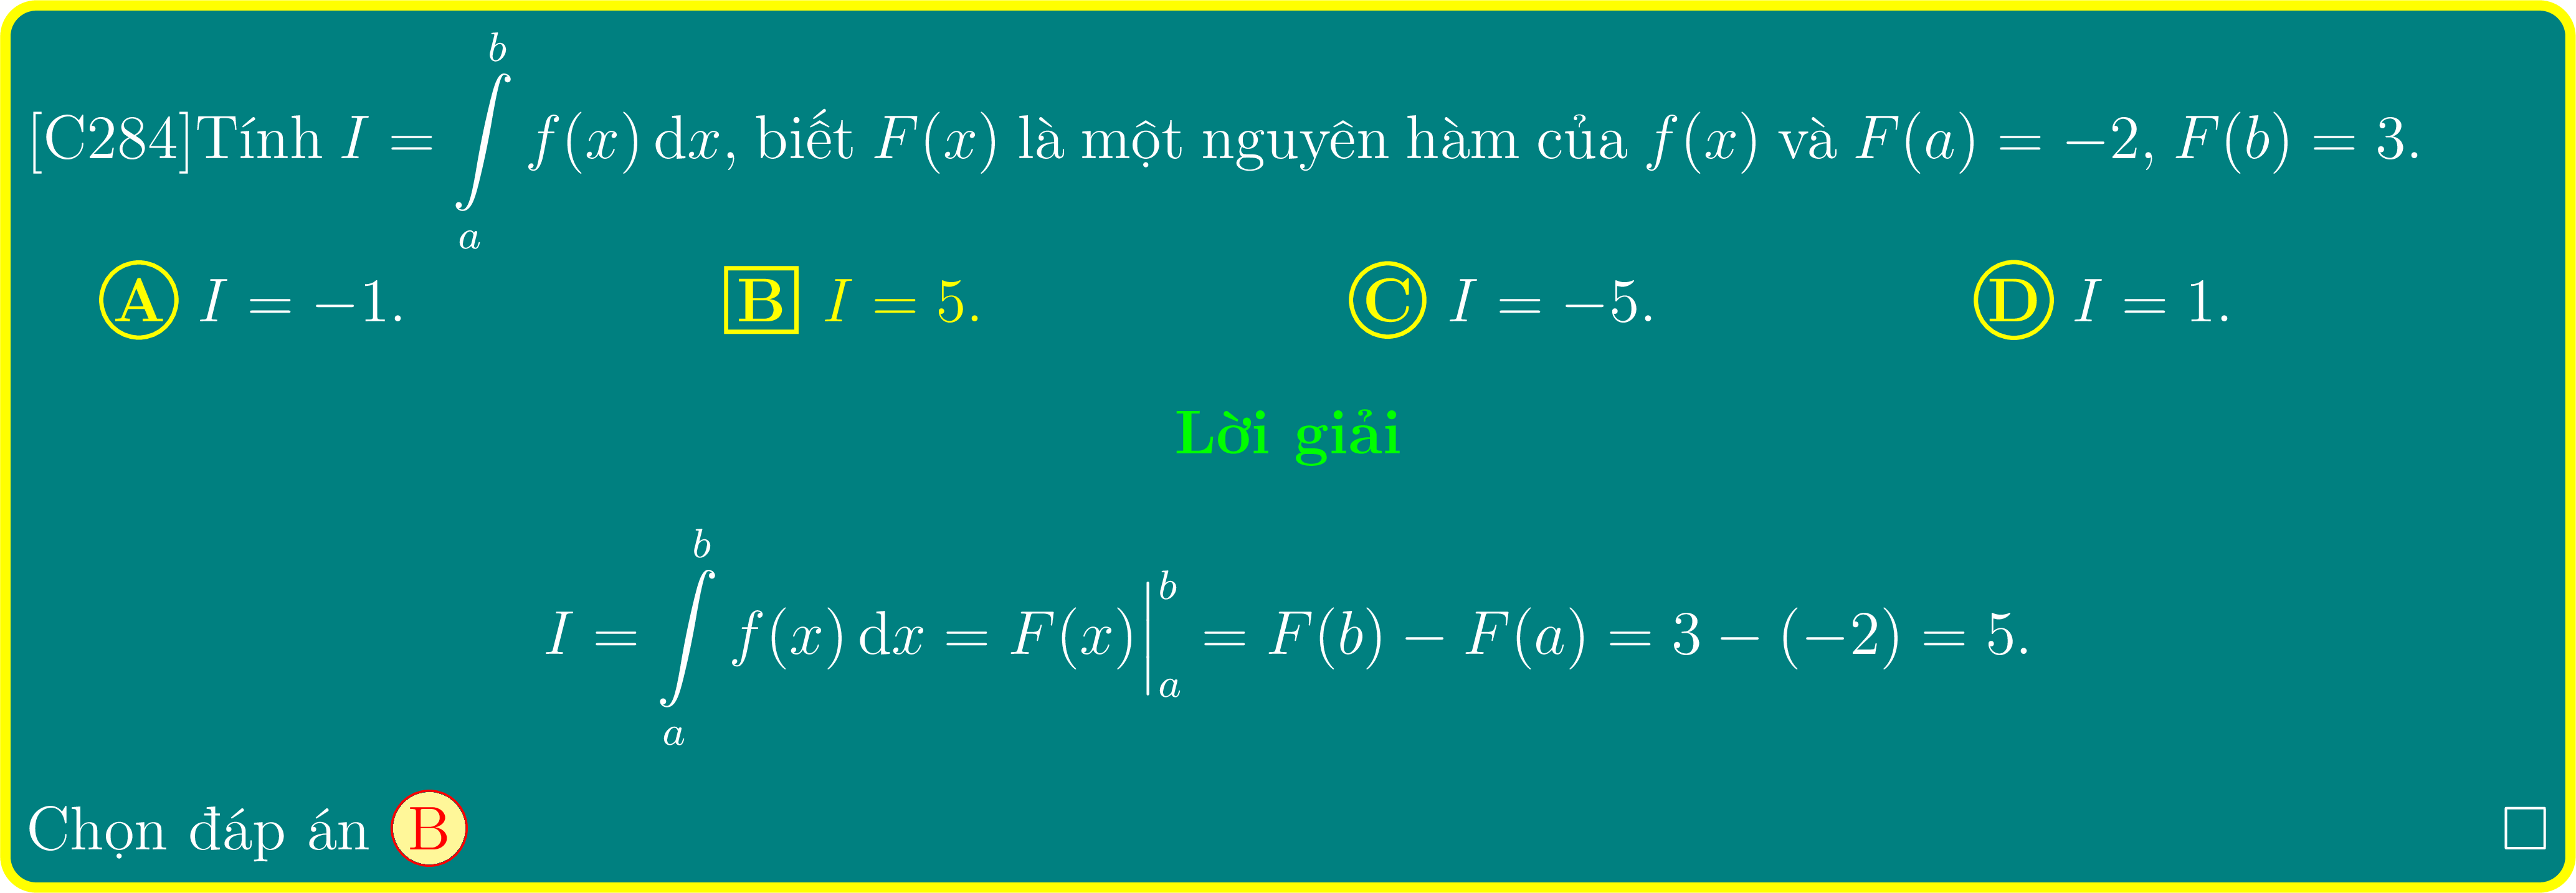 [C284]Tính $I = \int\limits_a^b f(x)\,\mathrm{d}x$, biết $F(x)$ là một nguyên hàm của $f(x)$ và $F(a) = -2$, $F(b) = 3$.
A $I = -1$. B $I = 5$. C $I = -5$. D $I = 1$.
Lời giải
$I = \int\limits_a^b f(x)\,\mathrm{d}x = F(x)\Big|_a^b = F(b) - F(a) = 3 - (-2) = 5.$
Chọn đáp án B □